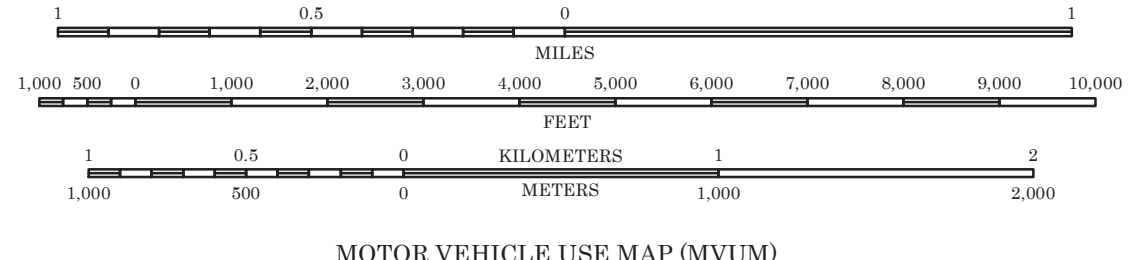 1 0.5 0 1
MILES
1,000 500 0 1,000 2,000 3,000 4,000 5,000 6,000 7,000 8,000 9,000 10,000
FEET
1 0.5 0 KILOMETERS 1 2
1,000 500 0 METERS 1,000 2,000
MOTOR VEHICLE USE MAP (MVUM)